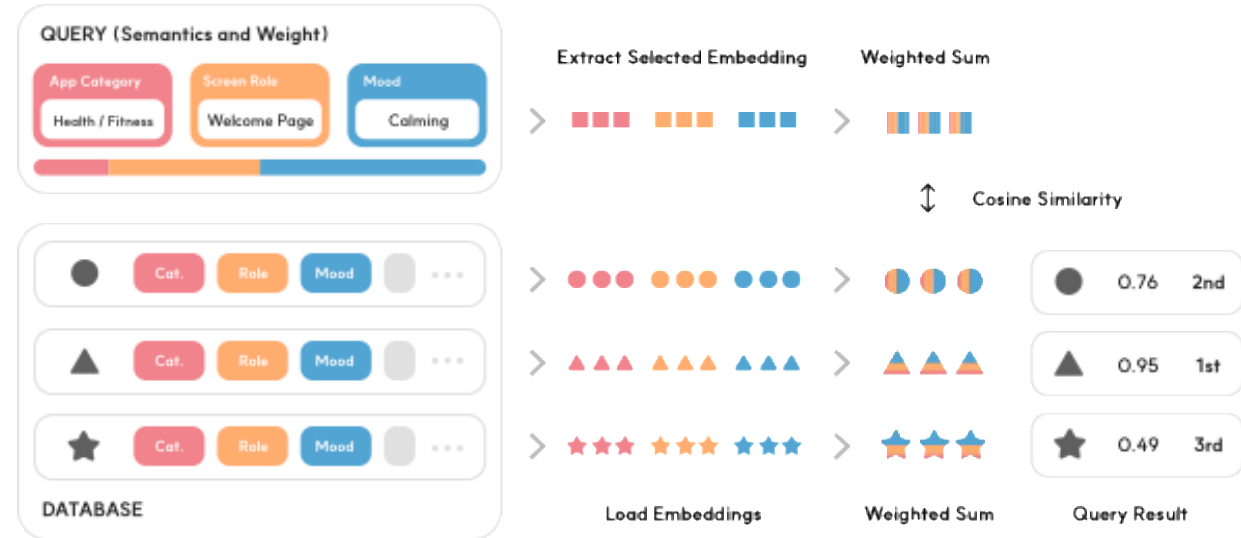 QUERY (Semantics and Weight)
App Category
Screen Role
Mood
Health / Fitness
Welcome Page
Calming
Extract Selected Embedding
Weighted Sum
Cosine Similarity
Cat. Role Mood
0.76 2nd
Cat. Role Mood
0.95 1st
Cat. Role Mood
0.49 3rd
DATABASE
Load Embeddings
Weighted Sum
Query Result